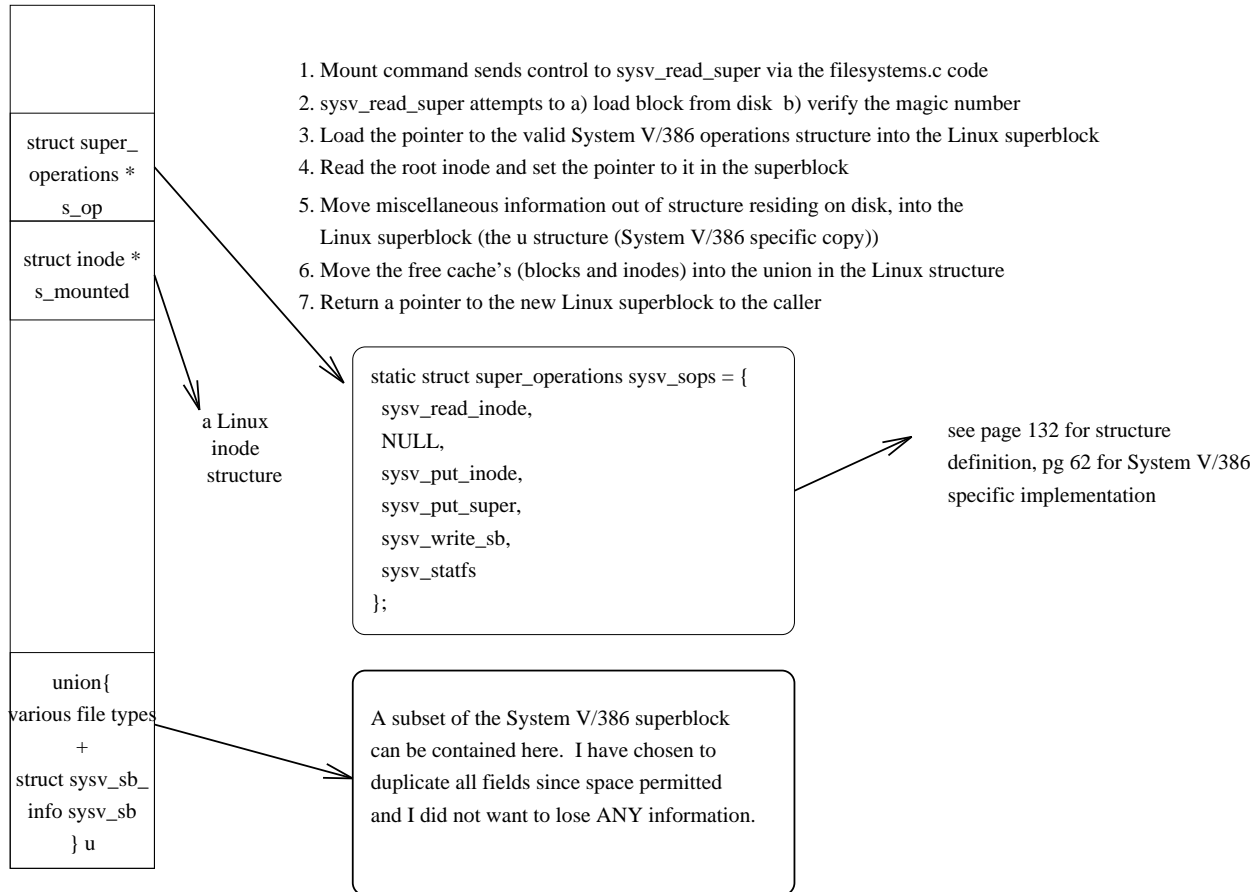 1. Mount command sends control to sysv_read_super via the filesystems.c code
2. sysv_read_super attempts to a) load block from disk  b) verify the magic number
3. Load the pointer to the valid System V/386 operations structure into the Linux superblock
4. Read the root inode and set the pointer to it in the superblock
5. Move miscellaneous information out of structure residing on disk, into the
Linux superblock (the u structure (System V/386 specific copy))
6. Move the free cache's (blocks and inodes) into the union in the Linux structure
7. Return a pointer to the new Linux superblock to the caller
struct super_
operations *
s_op
struct inode *
s_mounted
a Linux
inode
structure
static struct super_operations sysv_sops = {
sysv_read_inode,
NULL,
sysv_put_inode,
sysv_put_super,
sysv_write_sb,
sysv_statfs
};
see page 132 for structure
definition, pg 62 for System V/386
specific implementation
union{
various file types
+
struct sysv_sb_
info sysv_sb
} u
A subset of the System V/386 superblock
can be contained here.  I have chosen to
duplicate all fields since space permitted
and I did not want to lose ANY information.